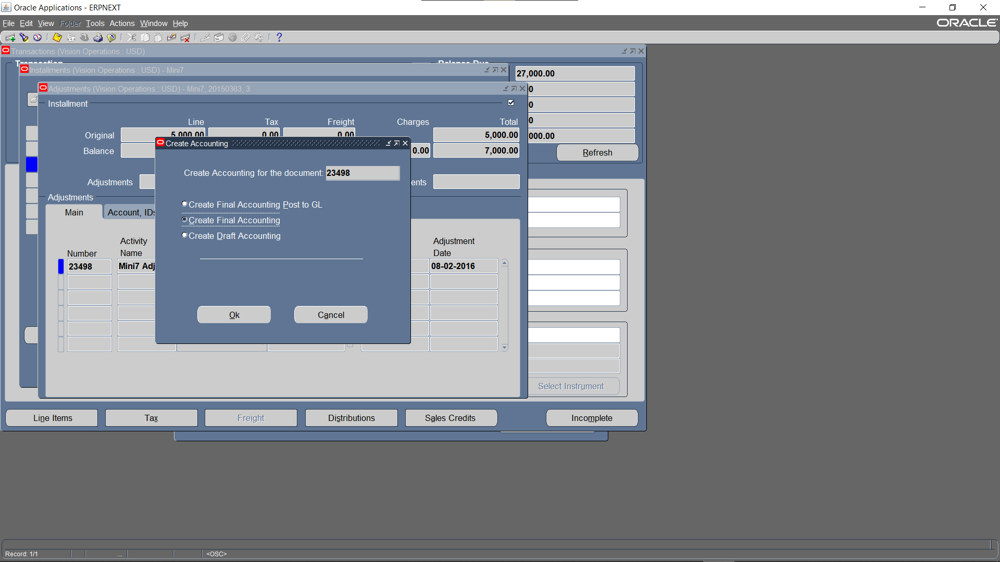 Oracle Applications - ERPNEXT
File Edit View Folder Tools Actions Window Help
ORACLE
Transactions (Vision Operations : USD)
Transaction
Balance Due
Installments (Vision Operations : USD) - Mini7
27,000.00
Adjustments (Vision Operations : USD) - Mini7, 20150363, 3
Installment
Line Tax Freight Charges Total
Original 5,000.00 0.00 0.00 5,000.00
000.00
Create Accounting
Balance 0.00 7,000.00
Refresh
Create Accounting for the document: 23498
Adjustments
ents
Adjustments
Create Final Accounting Post to GL
Main
Account, IDs
Create Final Accounting
Create Draft Accounting
Activity
Name
Adjustment
Date
Number
23498 Mini7 Adj 08-02-2016
Ok Cancel
Select Instrument
Line Items Tax Freight Distributions Sales Credits Incomplete
Record: 1/1 ... <OSC>